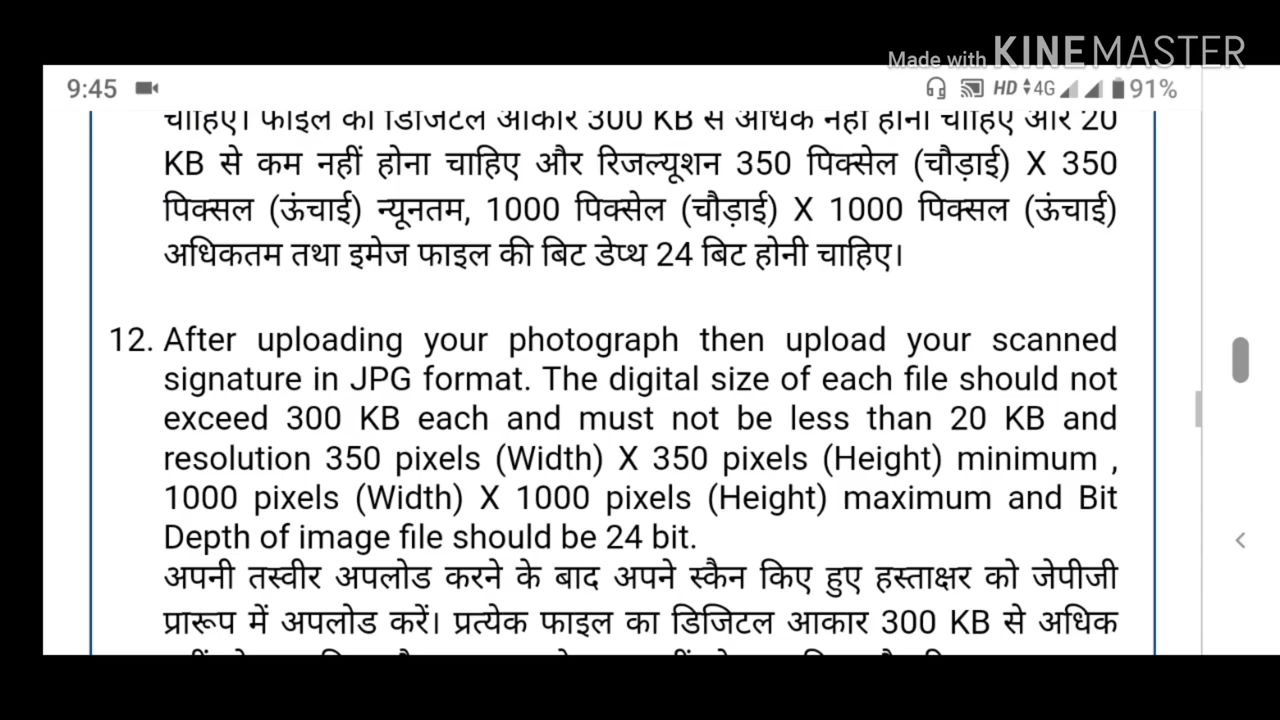 Made with KINEMASTER
9:45 HD 4G 91%
चाहिए। फाइल का डिजिटल आकार 300 KB से अधिक नहीं होना चाहिए और 20
KB से कम नहीं होना चाहिए और रिजल्यूशन 350 पिक्सेल (चौड़ाई) X 350
पिक्सल (ऊंचाई) न्यूनतम, 1000 पिक्सेल (चौड़ाई) X 1000 पिक्सल (ऊंचाई)
अधिकतम तथा इमेज फाइल की बिट डेप्थ 24 बिट होनी चाहिए।
12. After uploading your photograph then upload your scanned
signature in JPG format. The digital size of each file should not
exceed 300 KB each and must not be less than 20 KB and
resolution 350 pixels (Width) X 350 pixels (Height) minimum ,
1000 pixels (Width) X 1000 pixels (Height) maximum and Bit
Depth of image file should be 24 bit.
अपनी तस्वीर अपलोड करने के बाद अपने स्कैन किए हुए हस्ताक्षर को जेपीजी
प्रारूप में अपलोड करें। प्रत्येक फाइल का डिजिटल आकार 300 KB से अधिक